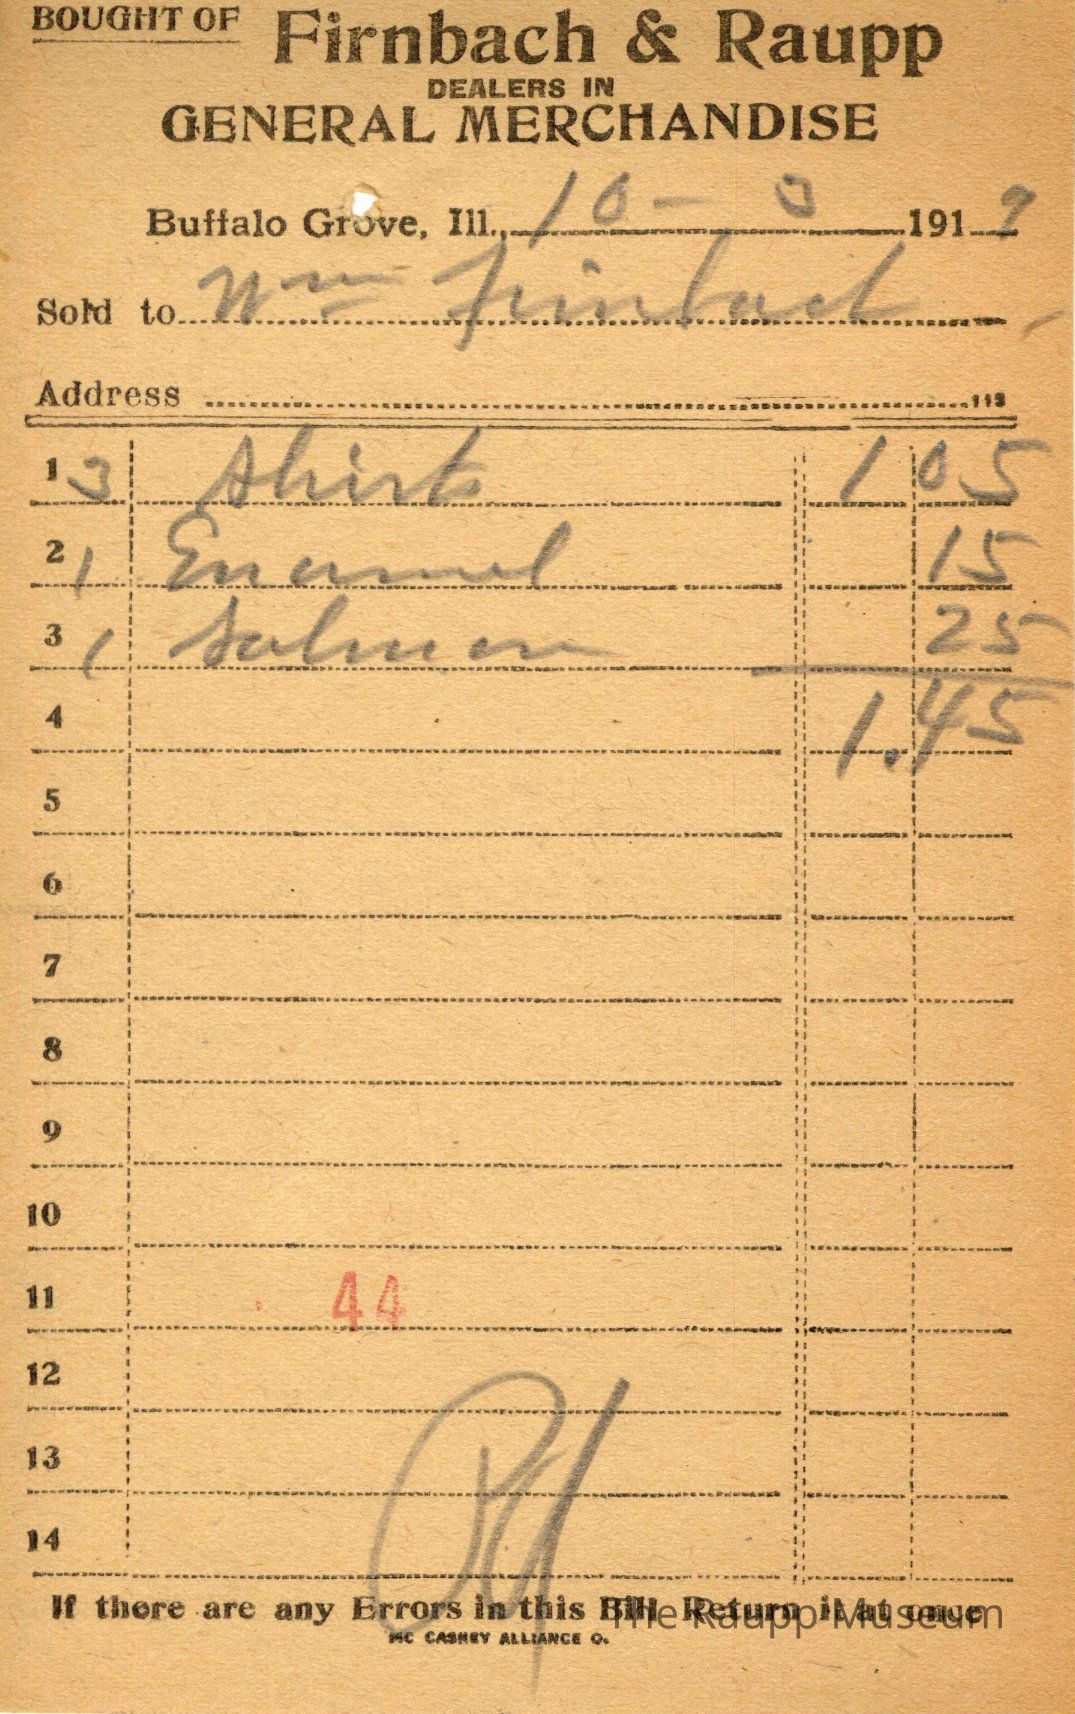 BOUGHT OF Firnbach & Raupp
DEALERS IN
GENERAL MERCHANDISE
Buffalo Grove, Ill., 10 - 191
Sold to Wm Firnbach
Address 113
1 3 Shirts 1 05
2 1 Enamel 15
3 1 Salmon 25
4 1.45
5
6
7
8
9
10
11 44
12
13
14
If there are any Errors in this Bill Return it at once
The Raupp Museum
MC CASKEY ALLIANCE O.